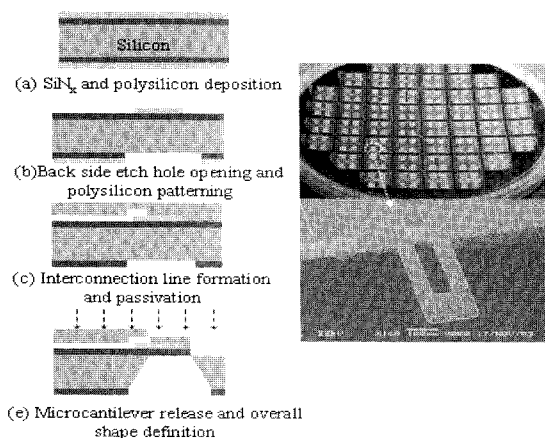 Silicon
(a) SiNx and polysilicon deposition
(b)Back side etch hole opening and
polysilicon patterning
(c) Interconnection line formation
and passivation
(e) Microcantilever release and overall
shape definition